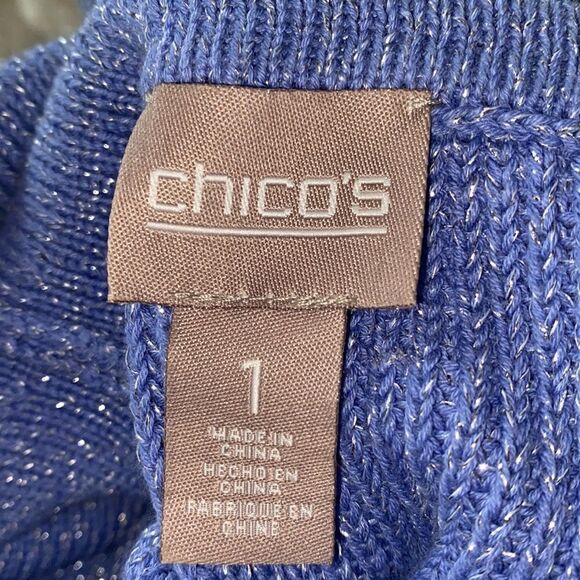 chico's
1
MADE IN
CHINA
HECHO EN
CHINA
FABRIQUE EN
CHINE